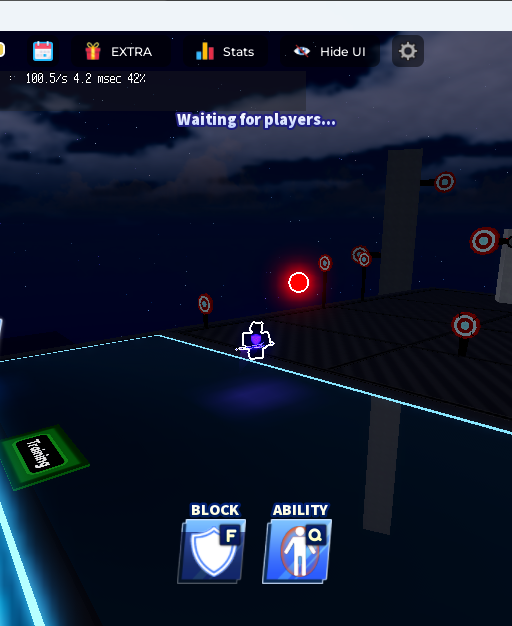 EXTRA
Stats
Hide UI
: 100.5/s 4.2 msec 42%
Waiting for players...
Training
BLOCK
ABILITY
F
Q